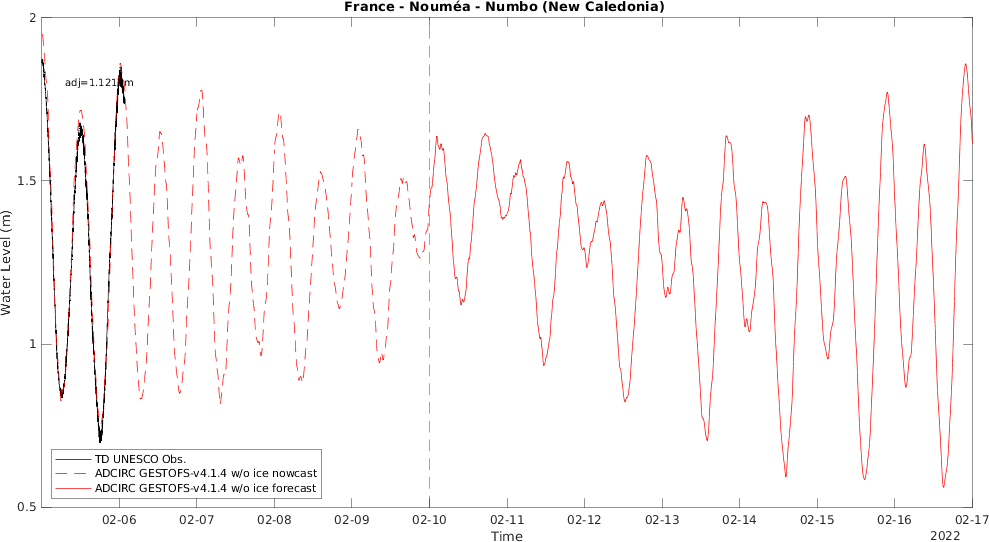 France - Nouméa - Numbo (New Caledonia)
2
adj=1.121
1.5
Water Level (m)
1
TD UNESCO Obs.
ADCIRC GESTOFS-v4.1.4 w/o ice nowcast
ADCIRC GESTOFS-v4.1.4 w/o ice forecast
0.5
02-06 02-07 02-08 02-09 02-10 02-11 02-12 02-13 02-14 02-15 02-16 02-17
Time
2022